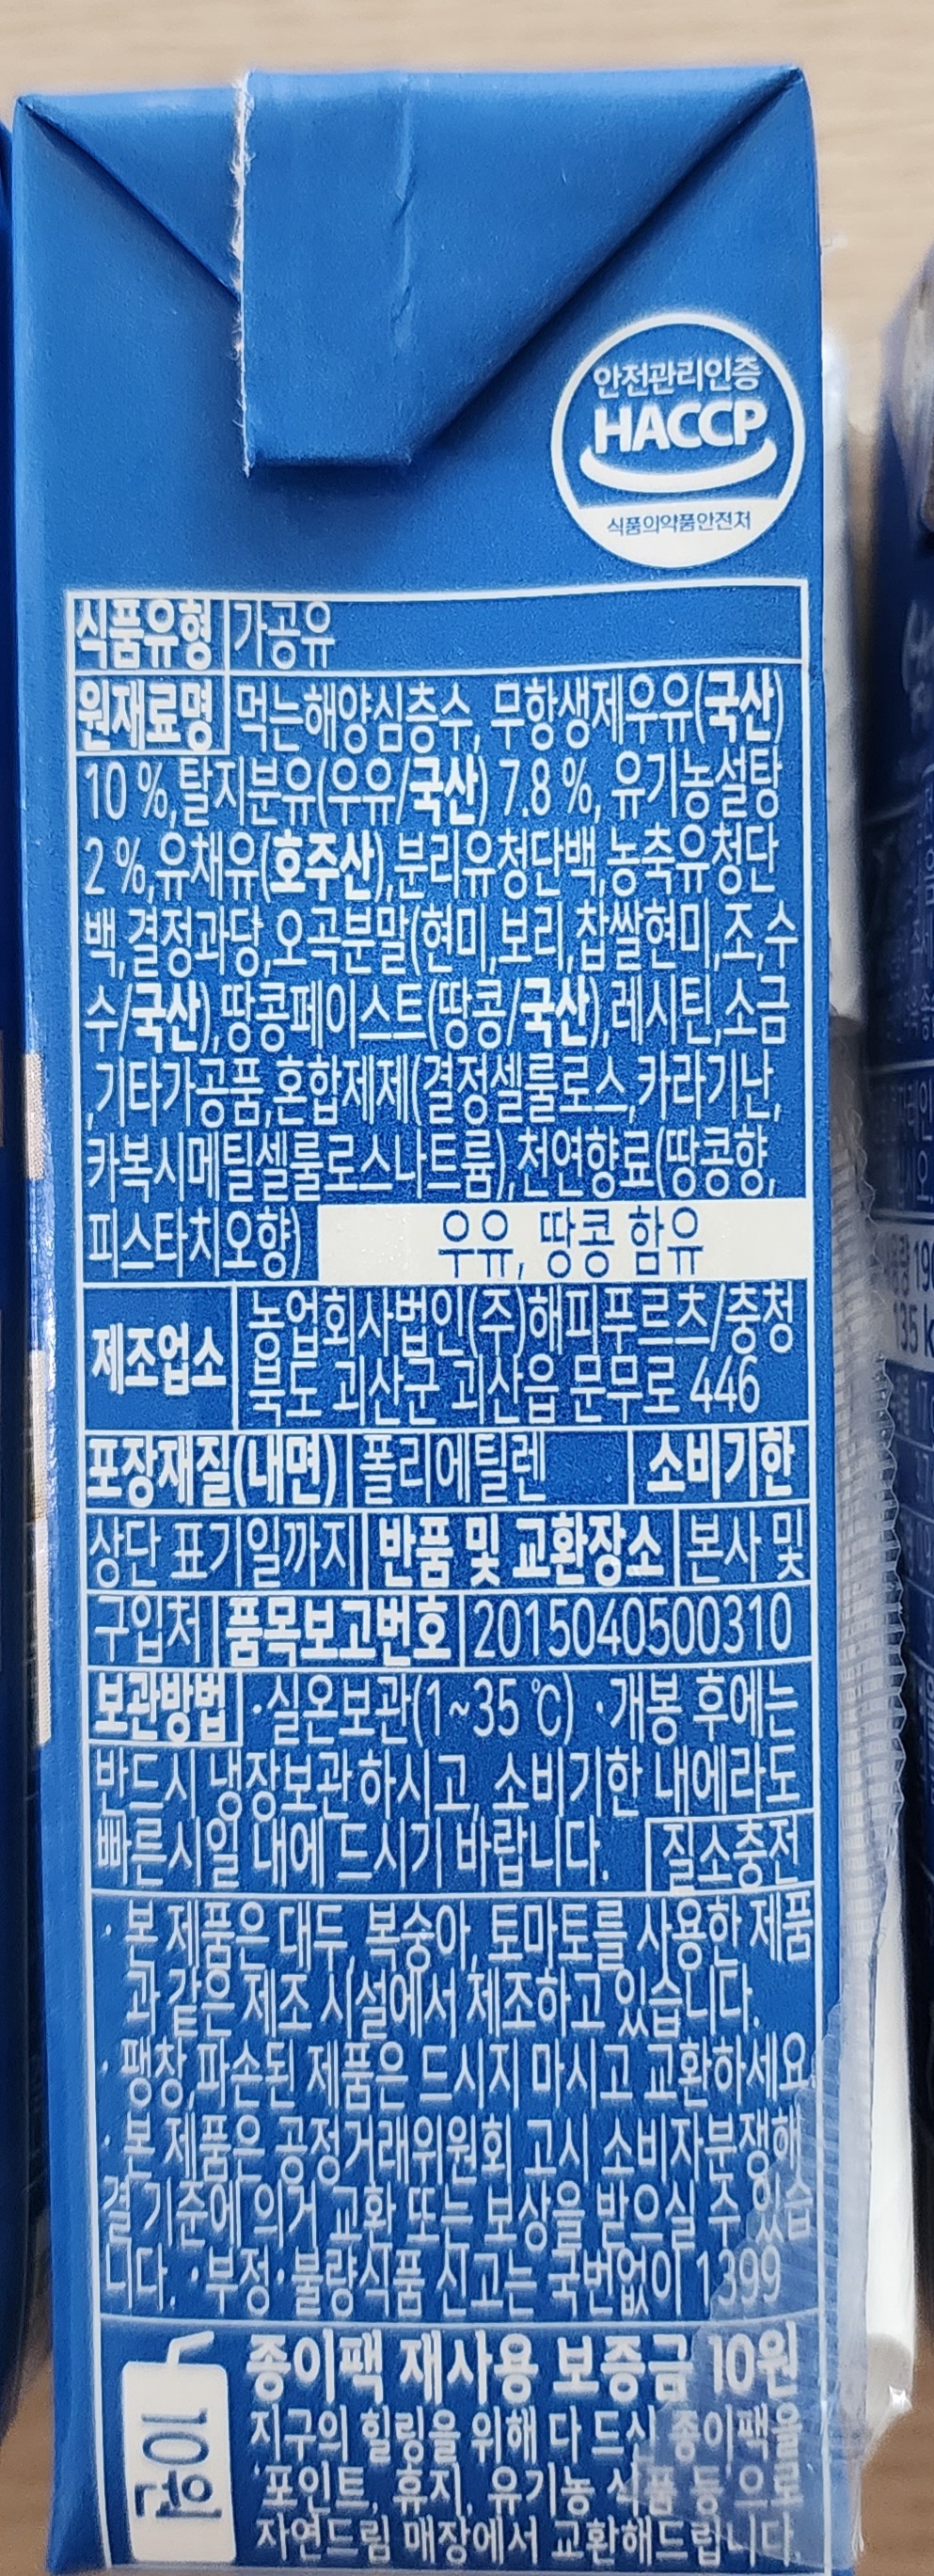 안전관리인증
HACCP
식품의약품안전처
식품유형 가공유
원재료명 먹는해양심층수, 무항생제우유(국산)
10 %,탈지분유(우유/국산) 7.8 %, 유기농설탕
2 %,유채유(호주산),분리유청단백,농축유청단
백,결정과당,오곡분말(현미,보리,찹쌀현미,조,수
수/국산),땅콩페이스트(땅콩/국산),레시틴,소금
,기타가공품,혼합제제(결정셀룰로스,카라기난,
카복시메틸셀룰로스나트륨),천연향료(땅콩향,
피스타치오향) 우유, 땅콩 함유
제조업소 농업회사법인(주)해피푸르츠/충청
북도 괴산군 괴산읍 문무로 446
포장재질(내면) 폴리에틸렌 소비기한
상단 표기일까지 반품 및 교환장소 본사 및
구입처 품목보고번호 2015040500310
보관방법 ·실온보관(1~35 ℃) ·개봉 후에는
반드시 냉장보관하시고, 소비기한 내에라도
빠른시일 내에 드시기 바랍니다. 질소충전
· 본 제품은 대두, 복숭아, 토마토를 사용한 제품
과 같은 제조 시설에서 제조하고 있습니다.
· 팽창,파손된 제품은 드시지 마시고 교환하세요.
· 본 제품은 공정거래위원회 고시 소비자분쟁해
결 기준에 의거 교환 또는 보상을 받으실 수 있습
니다. ·부정·불량식품 신고는 국번없이 1399
종이팩 재사용 보증금 10원
10원
지구의 힐링을 위해 다 드신 종이팩을
'포인트, 휴지, 유기농 식품 등'으로
자연드림 매장에서 교환해드립니다.